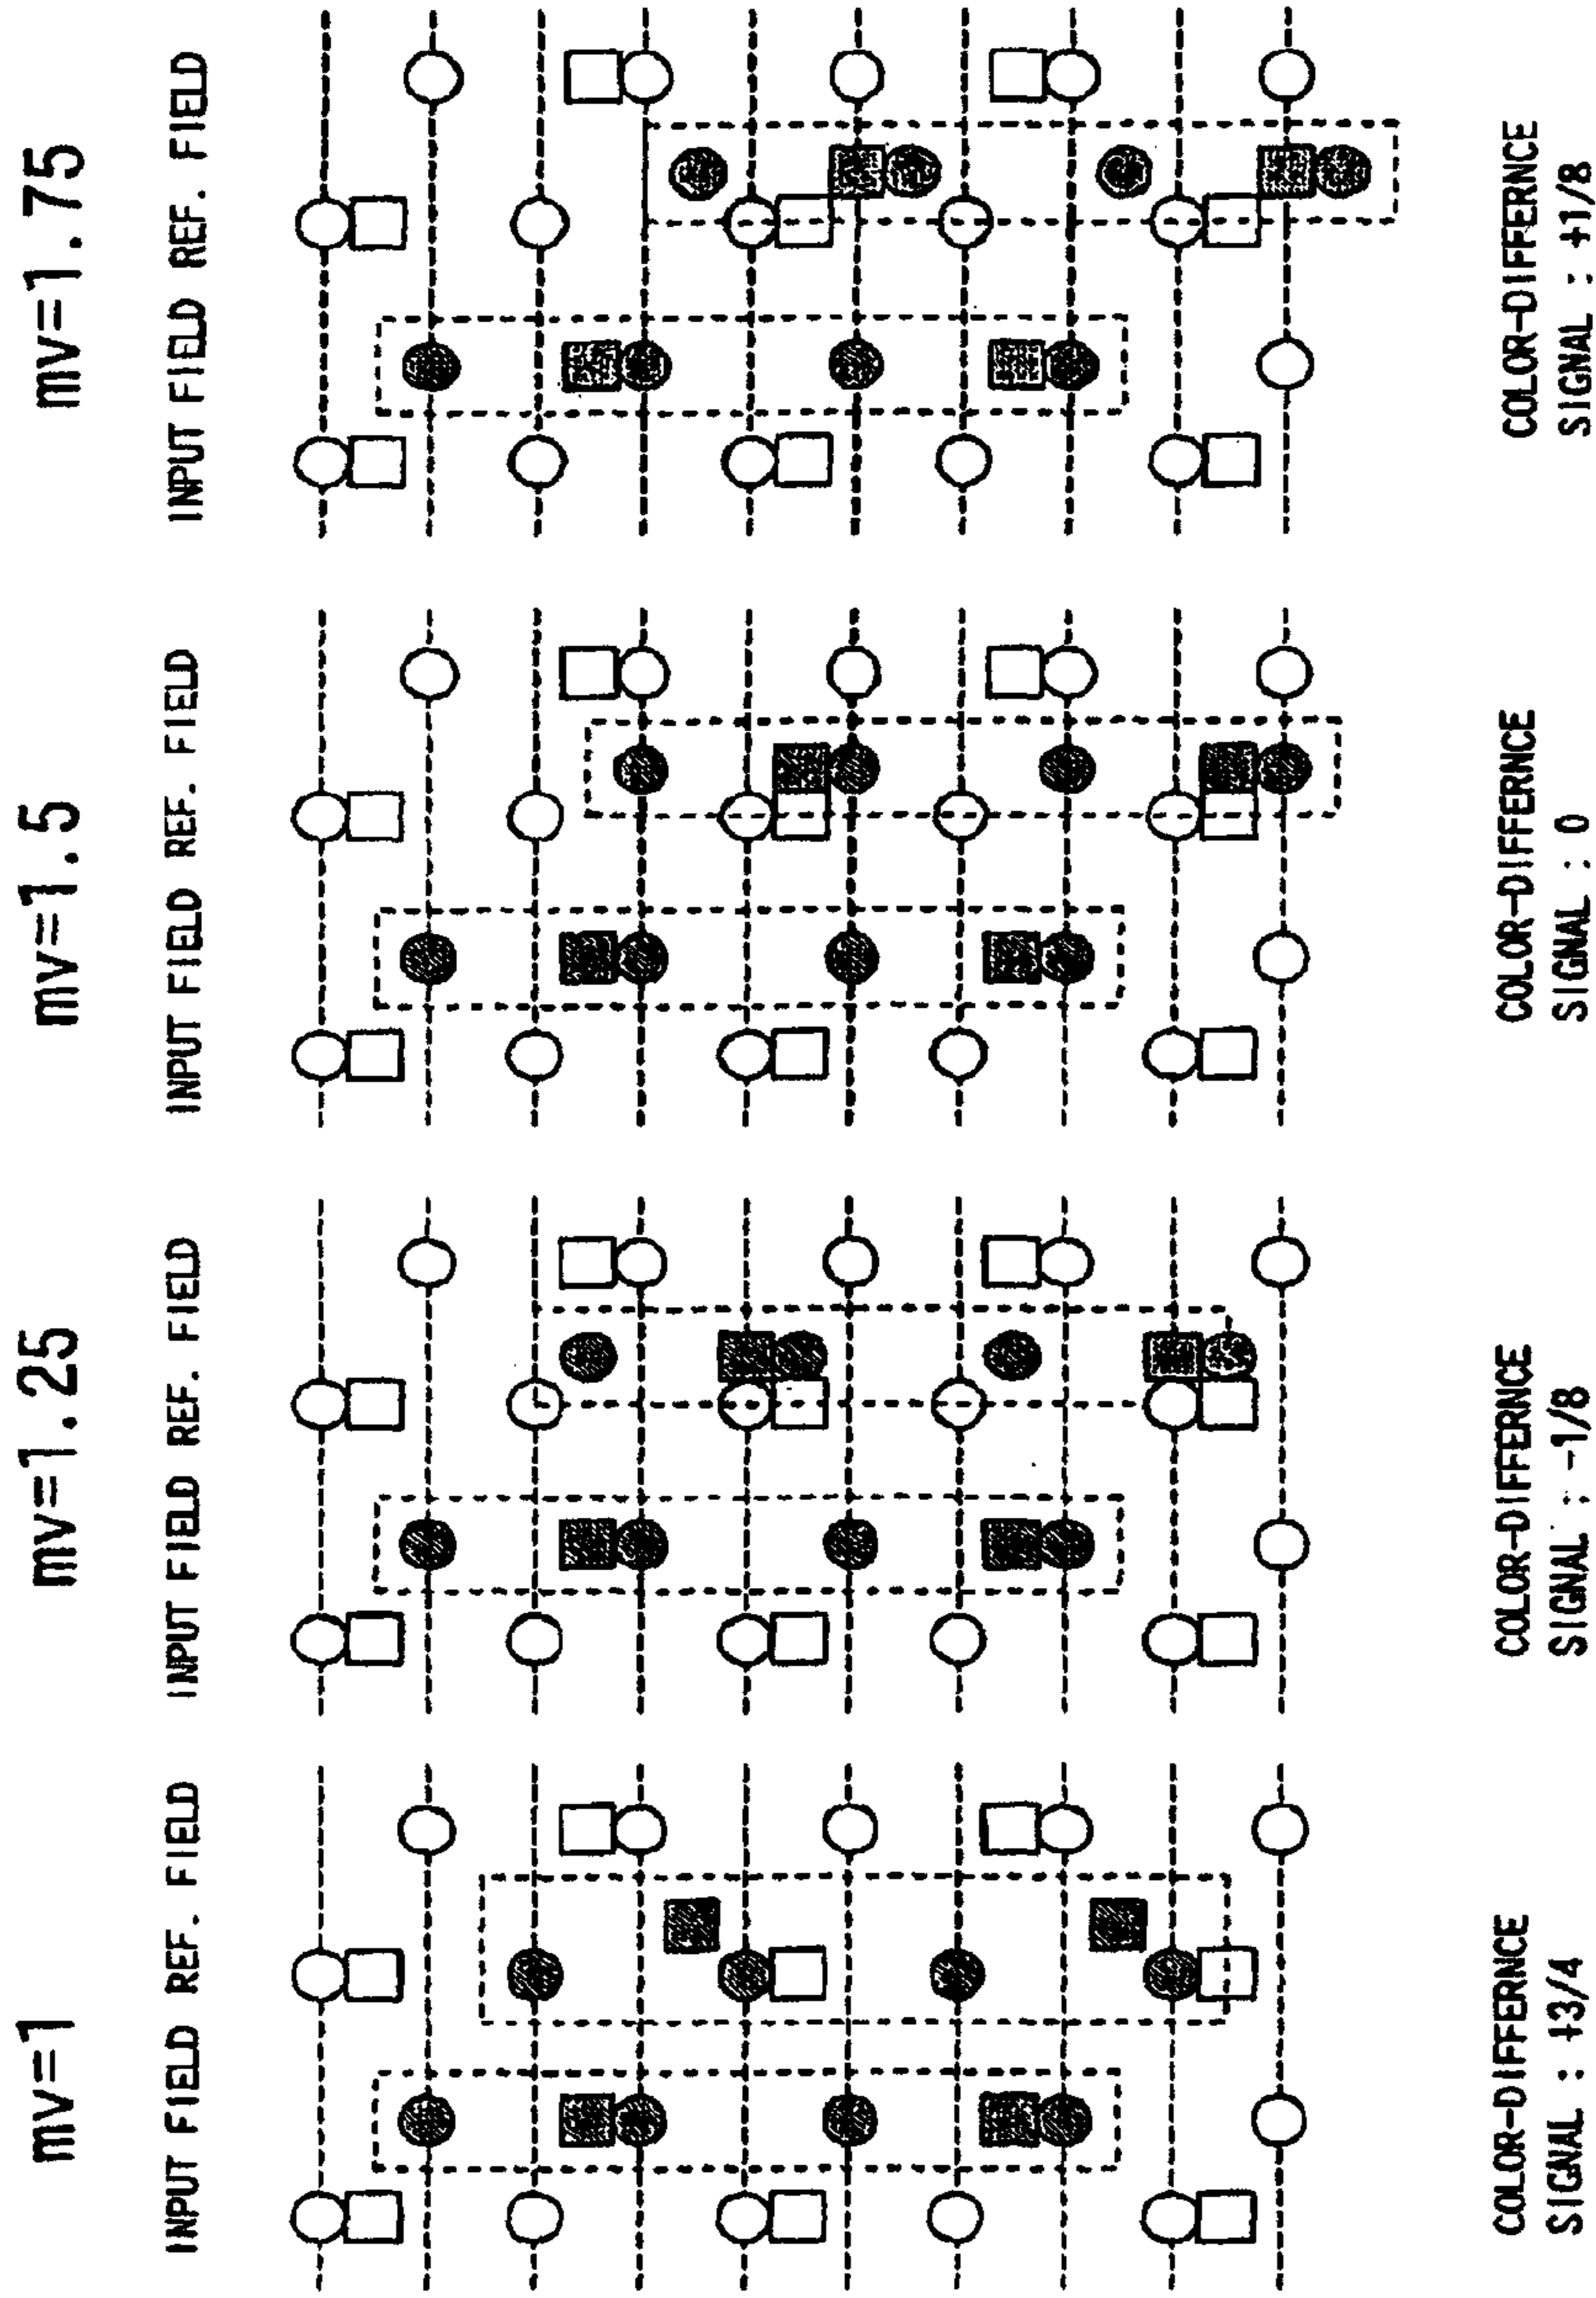 mv=1
INPUT FIELD REF. FIELD
COLOR-DIFFERNCE
SIGNAL : +3/4
mv=1.25
INPUT FIELD REF. FIELD
COLOR-DIFFERNCE
SIGNAL : -1/8
mv=1.5
INPUT FIELD REF. FIELD
COLOR-DIFFERNCE
SIGNAL : 0
mv=1.75
INPUT FIELD REF. FIELD
COLOR-DIFFERNCE
SIGNAL : +1/8